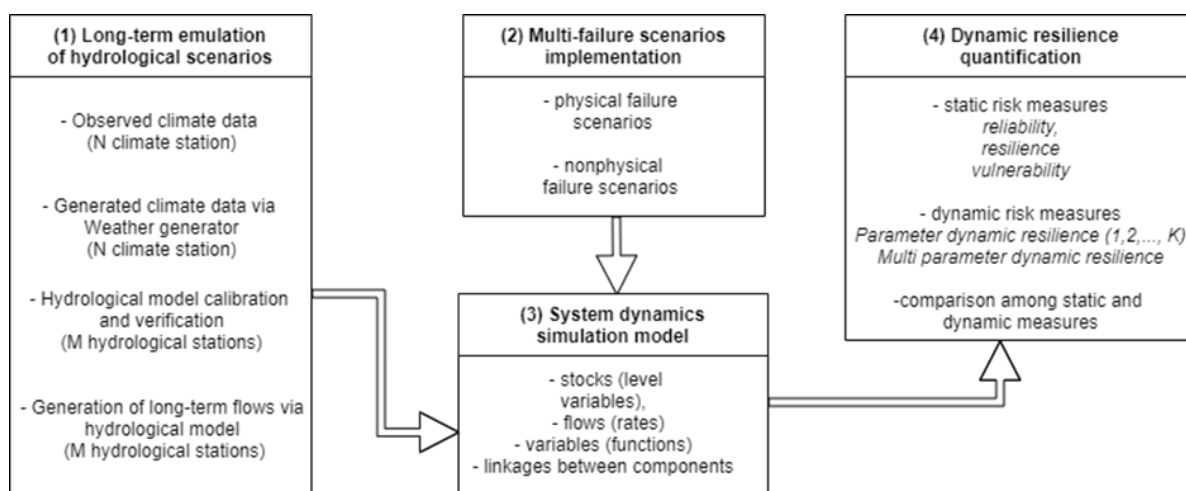 (1) Long-term emulation
of hydrological scenarios
- Observed climate data
(N climate station)
- Generated climate data via
Weather generator
(N climate station)
- Hydrological model calibration
and verification
(M hydrological stations)
- Generation of long-term flows via
hydrological model
(M hydrological stations)
(2) Multi-failure scenarios
implementation
- physical failure
scenarios
- nonphysical
failure scenarios
(3) System dynamics
simulation model
- stocks (level
variables),
- flows (rates)
- variables (functions)
- linkages between components
(4) Dynamic resilience
quantification
- static risk measures
reliability,
resilience
vulnerability
- dynamic risk measures
Parameter dynamic resilience (1,2,..., K)
Multi parameter dynamic resilience
-comparison among static and
dynamic measures